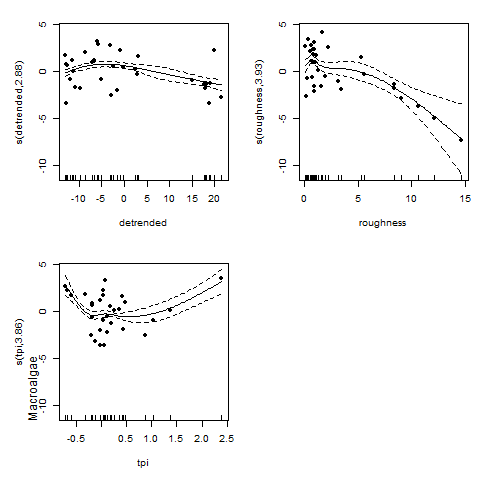 s(detrended,2.88)
5
0
-5
-10
-10 -5 0 5 10 15 20
detrended
s(roughness,3.93)
5
0
-5
-10
0 5 10 15
roughness
Macroalgae
s(tpi,3.86)
5
0
-5
-10
-0.5 0.0 0.5 1.0 1.5 2.0 2.5
tpi